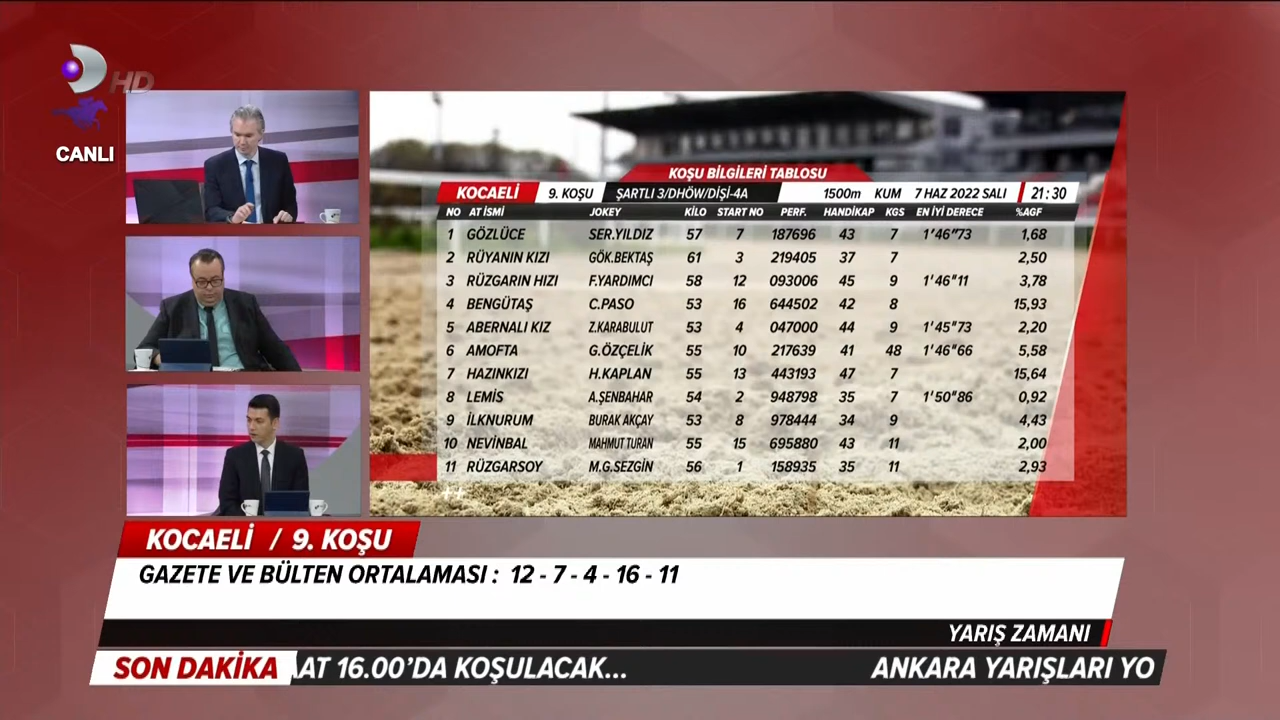 HD
CANLI
KOŞU BİLGİLERİ TABLOSU
KOCAELİ 9. KOŞU ŞARTLI 3/DHÖW/DİŞİ-4A 1500m KUM 7 HAZ 2022 SALI 21:30
NO AT İSMİ JOKEY KİLO START NO PERF. HANDİKAP KGS EN İYİ DERECE %AGF
1 GÖZLÜCE SER.YILDIZ 57 7 187696 43 7 1'46"73 1,68
2 RÜYANIN KIZI GÖK.BEKTAŞ 61 3 219405 37 7 2,50
3 RÜZGARIN HIZI F.YARDIMCI 58 12 093006 45 9 1'46"11 3,78
4 BENGÜTAŞ C.PASO 53 16 644502 42 8 15,93
5 ABERNALI KIZ Z.KARABULUT 53 4 047000 44 9 1'45"73 2,20
6 AMOFTA G.ÖZÇELİK 55 10 217639 41 48 1'46"66 5,58
7 HAZINKIZI H.KAPLAN 55 13 443193 47 7 15,64
8 LEMİS A.ŞENBAHAR 54 2 948798 35 7 1'50"86 0,92
9 İLKNURUM BURAK AKÇAY 53 8 978444 34 9 4,43
10 NEVİNBAL MAHMUT TURAN 55 15 695880 43 11 2,00
11 RÜZGARSOY M.G.SEZGİN 56 1 158935 35 11 2,93
++
KOCAELİ / 9. KOŞU
GAZETE VE BÜLTEN ORTALAMASI : 12 - 7 - 4 - 16 - 11
YARIŞ ZAMANI
SON DAKİKA AAT 16.00'DA KOŞULACAK... ANKARA YARIŞLARI YO